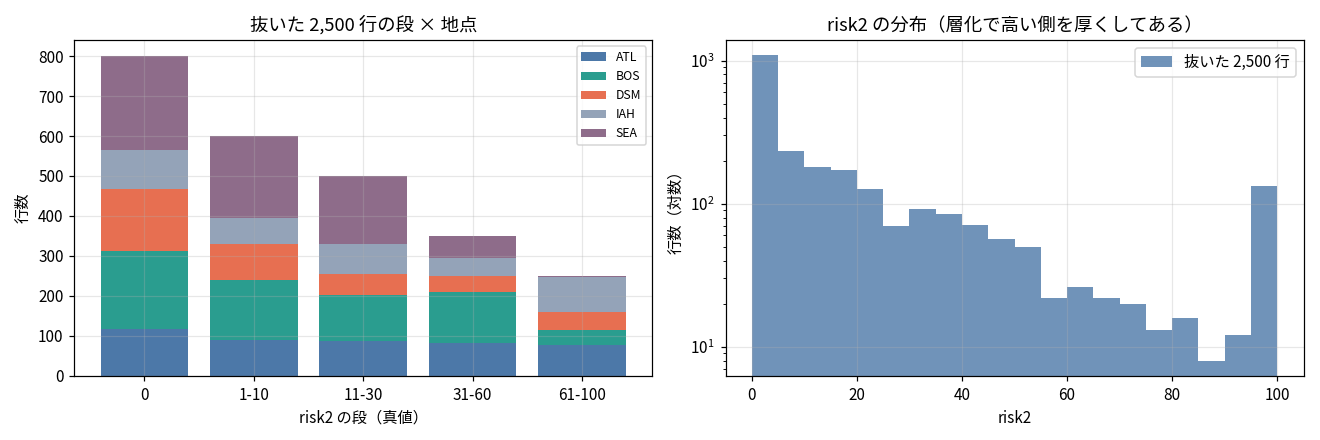 抜いた 2,500 行の段 × 地点
800
700
600
500
400
300
200
100
0
行数
0
1-10
11-30
31-60
61-100
risk2 の段（真値）
ATL
BOS
DSM
IAH
SEA
risk2 の分布（層化で高い側を厚くしてある）
10³
10²
10¹
行数（対数）
0
20
40
60
80
100
risk2
抜いた 2,500 行